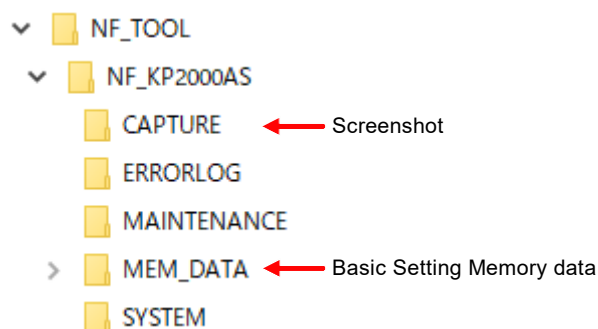 NF_TOOL
NF_KP2000AS
CAPTURE Screenshot
ERRORLOG
MAINTENANCE
MEM_DATA Basic Setting Memory data
SYSTEM